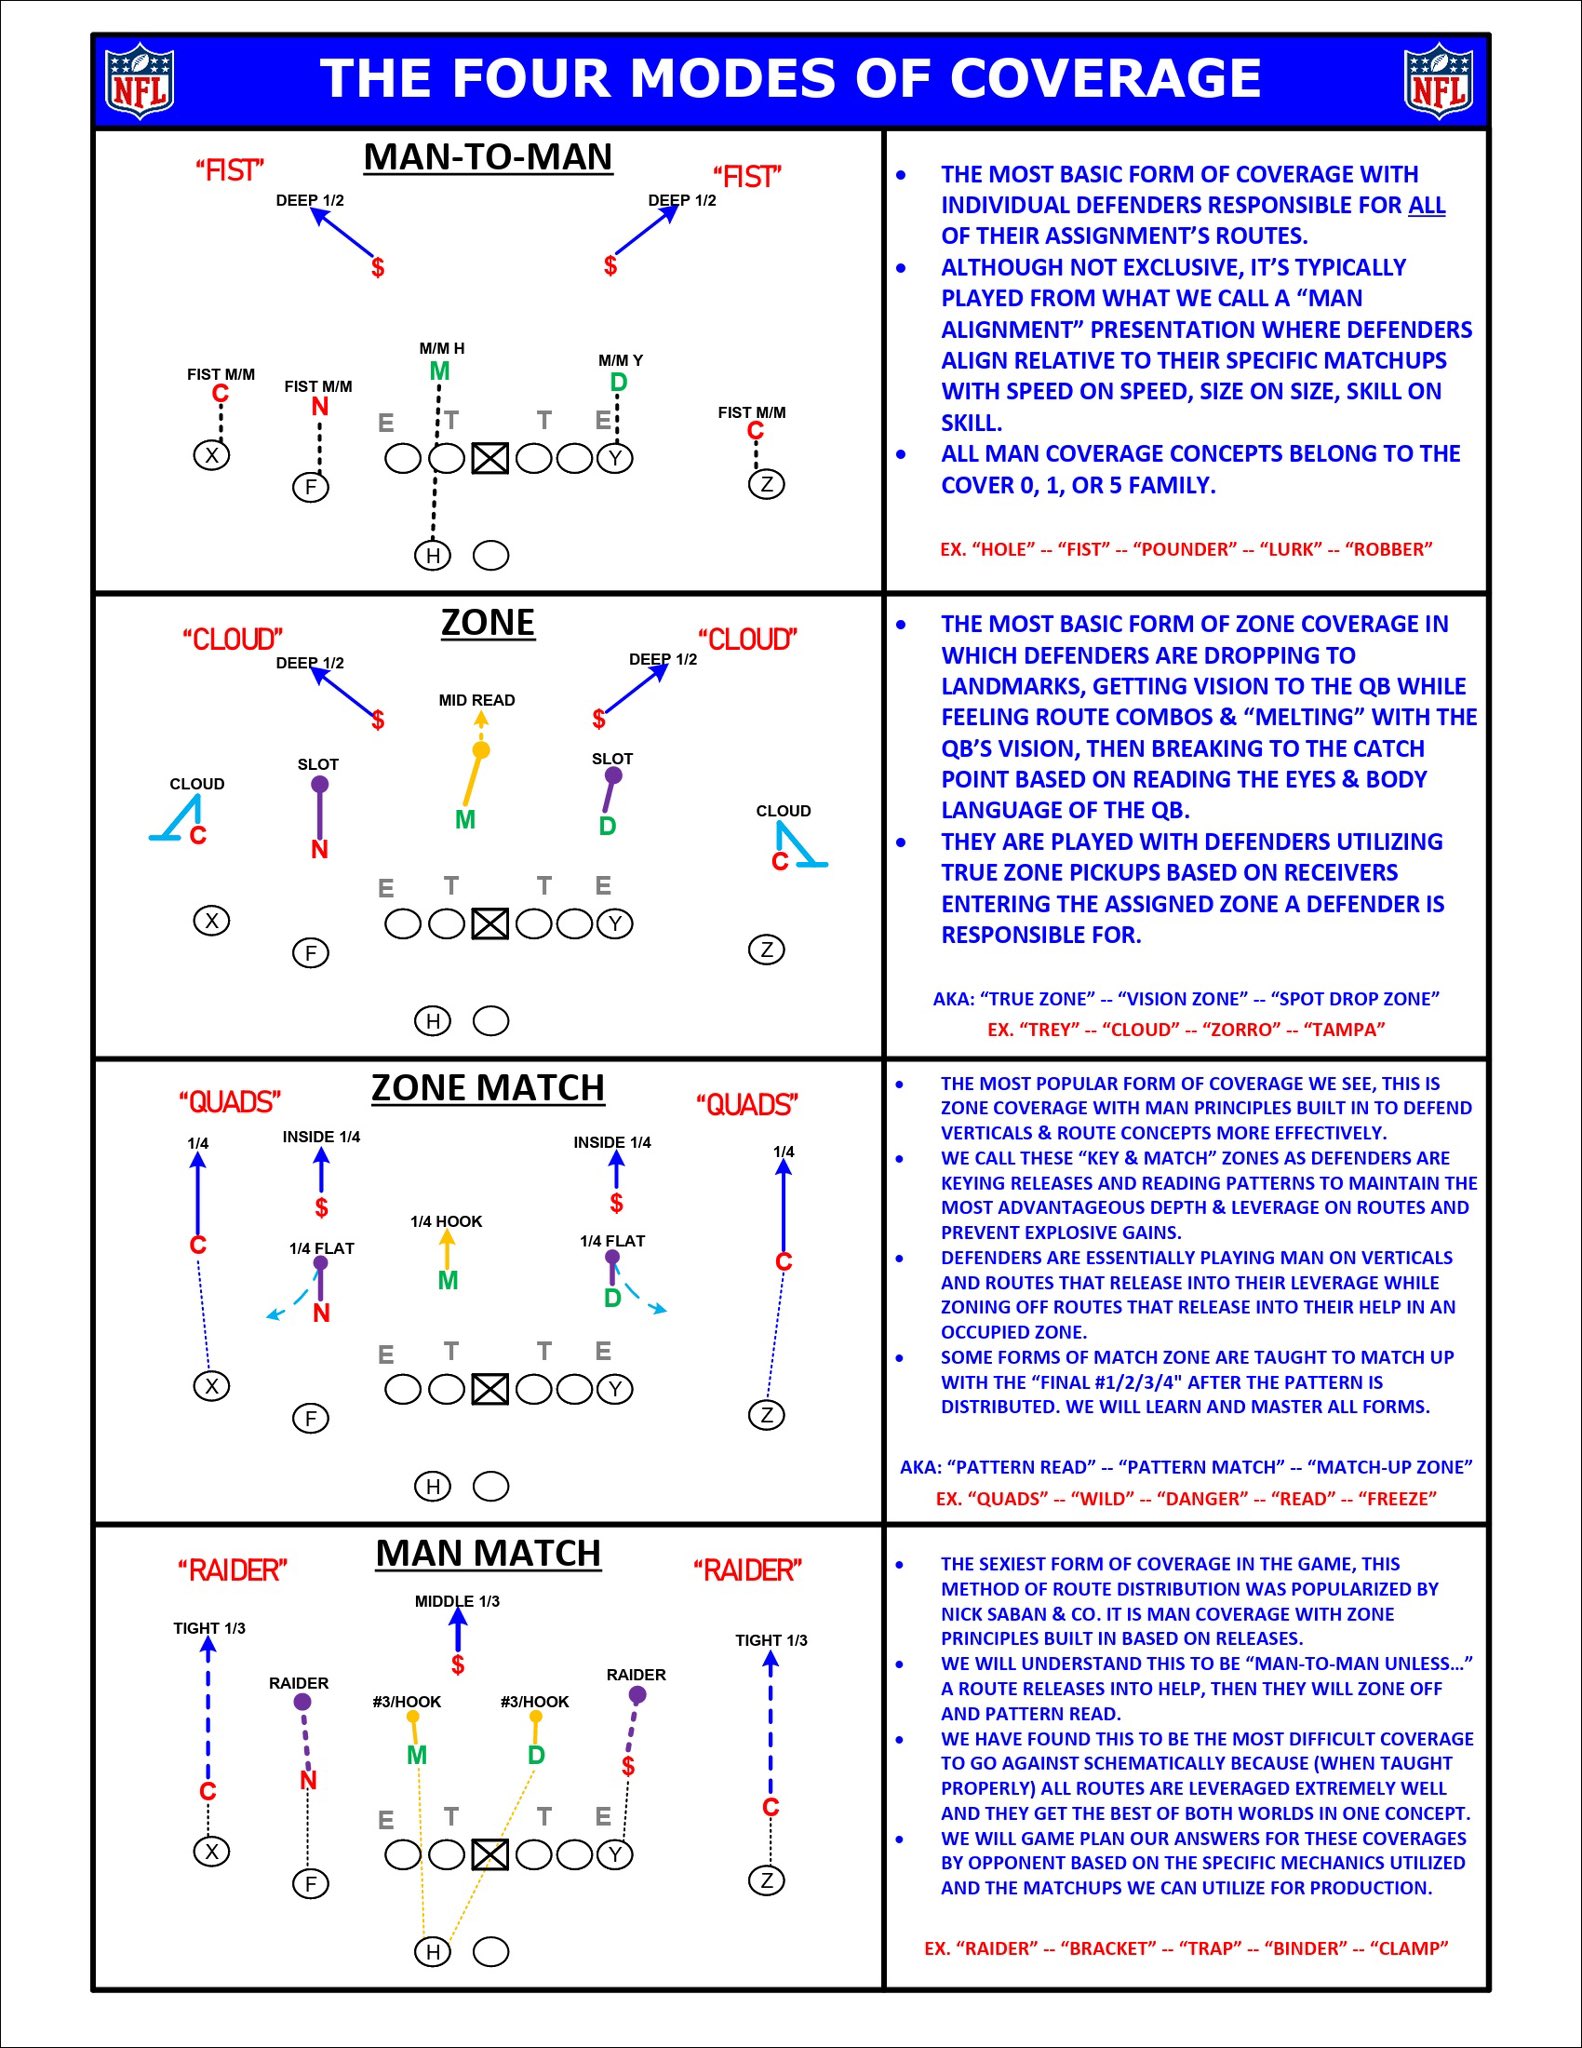 NFL
THE FOUR MODES OF COVERAGE
NFL
MAN-TO-MAN
“FIST”
“FIST”
DEEP 1/2
DEEP 1/2
$
$
M/M H
M/M Y
M
D
FIST M/M
FIST M/M
FIST M/M
C
N
C
E
T
T
E
X
F
Y
Z
H
• THE MOST BASIC FORM OF COVERAGE WITH
INDIVIDUAL DEFENDERS RESPONSIBLE FOR ALL
OF THEIR ASSIGNMENT’S ROUTES.
• ALTHOUGH NOT EXCLUSIVE, IT’S TYPICALLY
PLAYED FROM WHAT WE CALL A “MAN
ALIGNMENT” PRESENTATION WHERE DEFENDERS
ALIGN RELATIVE TO THEIR SPECIFIC MATCHUPS
WITH SPEED ON SPEED, SIZE ON SIZE, SKILL ON
SKILL.
• ALL MAN COVERAGE CONCEPTS BELONG TO THE
COVER 0, 1, OR 5 FAMILY.
EX. “HOLE” -- “FIST” -- “POUNDER” -- “LURK” -- “ROBBER”
ZONE
“CLOUD”
“CLOUD”
DEEP 1/2
DEEP 1/2
MID READ
$
$
SLOT
SLOT
CLOUD
CLOUD
C
N
M
D
C
E
T
T
E
X
F
Y
Z
H
• THE MOST BASIC FORM OF ZONE COVERAGE IN
WHICH DEFENDERS ARE DROPPING TO
LANDMARKS, GETTING VISION TO THE QB WHILE
FEELING ROUTE COMBOS & “MELTING” WITH THE
QB’S VISION, THEN BREAKING TO THE CATCH
POINT BASED ON READING THE EYES & BODY
LANGUAGE OF THE QB.
• THEY ARE PLAYED WITH DEFENDERS UTILIZING
TRUE ZONE PICKUPS BASED ON RECEIVERS
ENTERING THE ASSIGNED ZONE A DEFENDER IS
RESPONSIBLE FOR.
AKA: “TRUE ZONE” -- “VISION ZONE” -- “SPOT DROP ZONE”
EX. “TREY” -- “CLOUD” -- “ZORRO” -- “TAMPA”
ZONE MATCH
“QUADS”
“QUADS”
1/4
INSIDE 1/4
INSIDE 1/4
1/4
$
$
1/4 HOOK
1/4 FLAT
1/4 FLAT
C
N
M
D
C
E
T
T
E
X
F
Y
Z
H
• THE MOST POPULAR FORM OF COVERAGE WE SEE, THIS IS
ZONE COVERAGE WITH MAN PRINCIPLES BUILT IN TO DEFEND
VERTICALS & ROUTE CONCEPTS MORE EFFECTIVELY.
• WE CALL THESE “KEY & MATCH” ZONES AS DEFENDERS ARE
KEYING RELEASES AND READING PATTERNS TO MAINTAIN THE
MOST ADVANTAGEOUS DEPTH & LEVERAGE ON ROUTES AND
PREVENT EXPLOSIVE GAINS.
• DEFENDERS ARE ESSENTIALLY PLAYING MAN ON VERTICALS
AND ROUTES THAT RELEASE INTO THEIR LEVERAGE WHILE
ZONING OFF ROUTES THAT RELEASE INTO THEIR HELP IN AN
OCCUPIED ZONE.
• SOME FORMS OF MATCH ZONE ARE TAUGHT TO MATCH UP
WITH THE “FINAL #1/2/3/4" AFTER THE PATTERN IS
DISTRIBUTED. WE WILL LEARN AND MASTER ALL FORMS.
AKA: “PATTERN READ” -- “PATTERN MATCH” -- “MATCH-UP ZONE”
EX. “QUADS” -- “WILD” -- “DANGER” -- “READ” -- “FREEZE”
MAN MATCH
“RAIDER”
“RAIDER”
MIDDLE 1/3
TIGHT 1/3
TIGHT 1/3
$
RAIDER
RAIDER
#3/HOOK
#3/HOOK
M
D
$
C
N
C
E
T
T
E
X
F
Y
Z
H
• THE SEXIEST FORM OF COVERAGE IN THE GAME, THIS
METHOD OF ROUTE DISTRIBUTION WAS POPULARIZED BY
NICK SABAN & CO. IT IS MAN COVERAGE WITH ZONE
PRINCIPLES BUILT IN BASED ON RELEASES.
• WE WILL UNDERSTAND THIS TO BE “MAN-TO-MAN UNLESS…”
A ROUTE RELEASES INTO HELP, THEN THEY WILL ZONE OFF
AND PATTERN READ.
• WE HAVE FOUND THIS TO BE THE MOST DIFFICULT COVERAGE
TO GO AGAINST SCHEMATICALLY BECAUSE (WHEN TAUGHT
PROPERLY) ALL ROUTES ARE LEVERAGED EXTREMELY WELL
AND THEY GET THE BEST OF BOTH WORLDS IN ONE CONCEPT.
• WE WILL GAME PLAN OUR ANSWERS FOR THESE COVERAGES
BY OPPONENT BASED ON THE SPECIFIC MECHANICS UTILIZED
AND THE MATCHUPS WE CAN UTILIZE FOR PRODUCTION.
EX. “RAIDER” -- “BRACKET” -- “TRAP” -- “BINDER” -- “CLAMP”